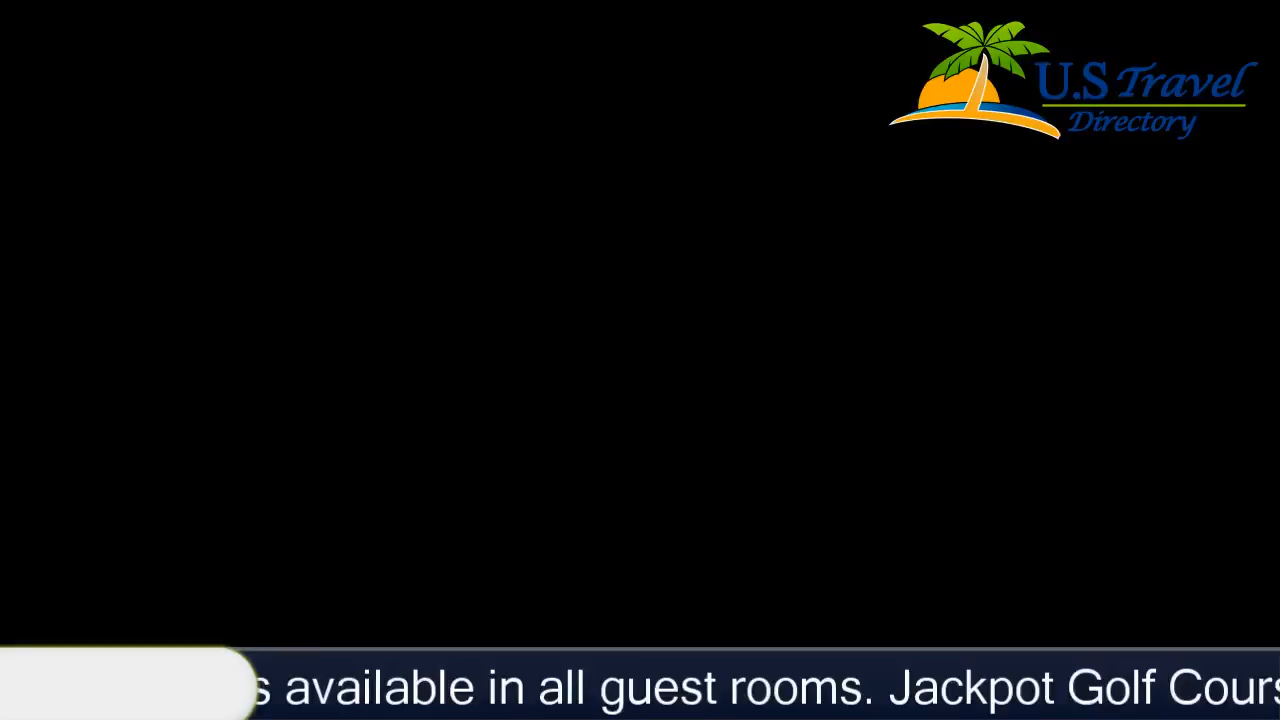 U.S Travel
Directory
s available in all guest rooms. Jackpot Golf Cours